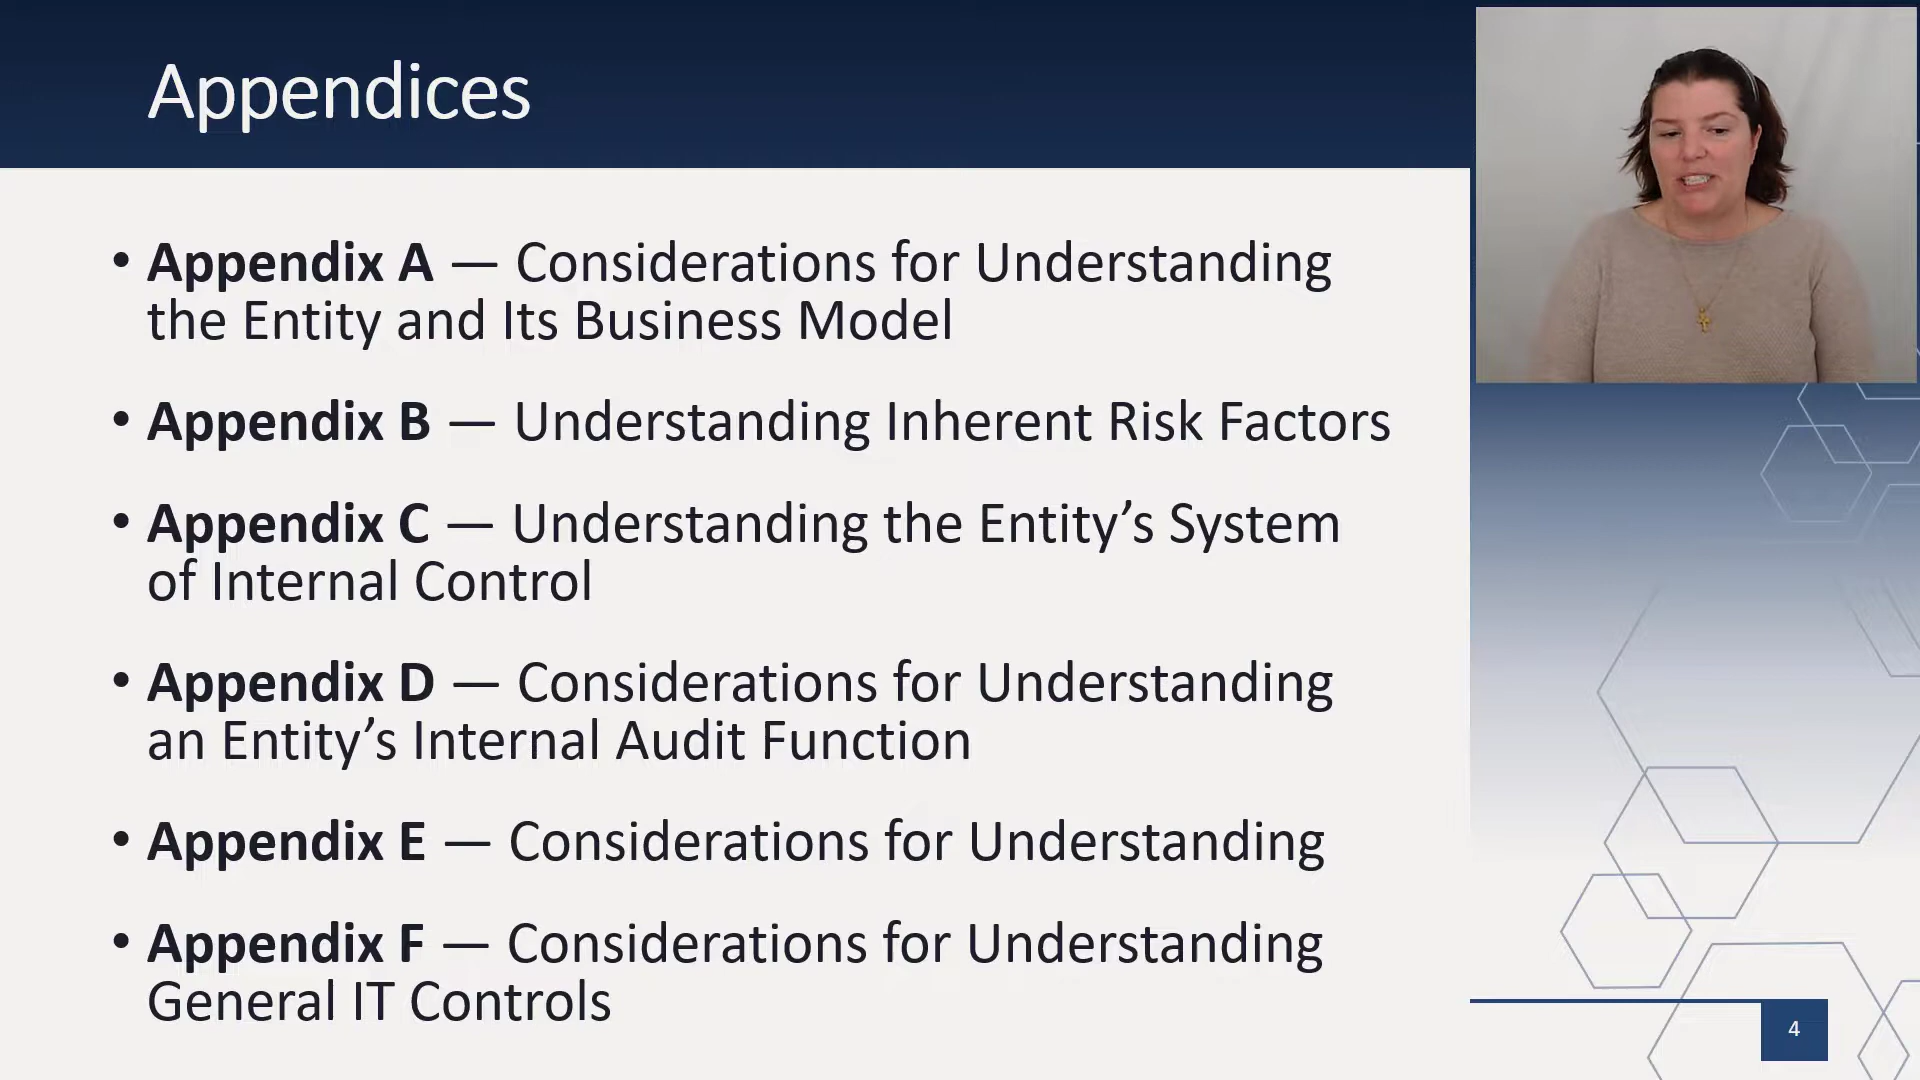 Appendices
• Appendix A — Considerations for Understanding
the Entity and Its Business Model
• Appendix B — Understanding Inherent Risk Factors
• Appendix C — Understanding the Entity’s System
of Internal Control
• Appendix D — Considerations for Understanding
an Entity’s Internal Audit Function
• Appendix E — Considerations for Understanding
• Appendix F — Considerations for Understanding
General IT Controls
4